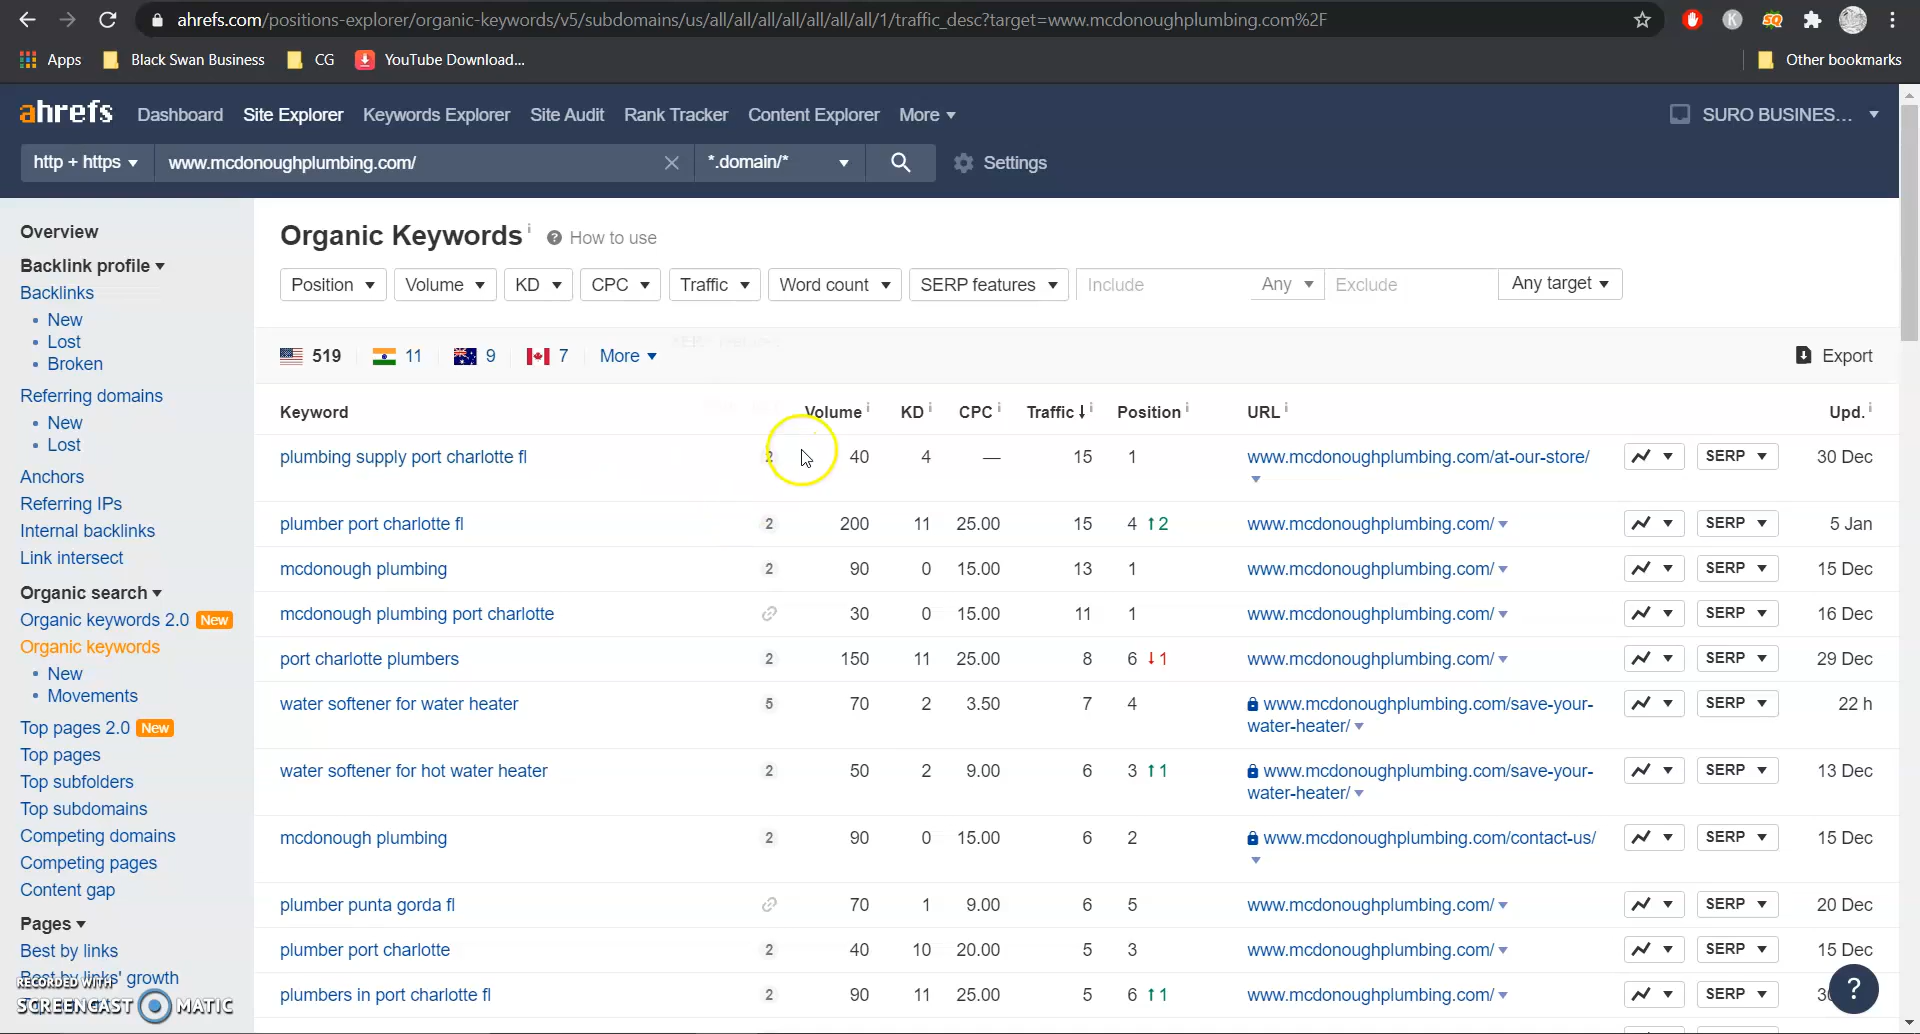 ahrefs.com/positions-explorer/organic-keywords/v5/subdomains/us/all/all/all/all/all/all/all/1/traffic_desc?target=www.mcdonoughplumbing.com%2F
K SQ
Apps Black Swan Business CG YouTube Download... Other bookmarks
ahrefs Dashboard Site Explorer Keywords Explorer Site Audit Rank Tracker Content Explorer More SURO BUSINES...
http + https www.mcdonoughplumbing.com/ *.domain/* Settings
Overview
Backlink profile
Backlinks
New
Lost
Broken
Referring domains
New
Lost
Anchors
Referring IPs
Internal backlinks
Link intersect
Organic search
Organic keywords 2.0 New
Organic keywords
New
Movements
Top pages 2.0 New
Top pages
Top subfolders
Top subdomains
Competing domains
Competing pages
Content gap
Pages
Best by links
Best by links' growth
RECORDED WITH
SCREENCAST MATIC
Organic Keywords i ? How to use
Position Volume KD CPC Traffic Word count SERP features Include Any Exclude Any target
519 11 9 7 More Export
Keyword Volume i KD i CPC i Traffic i Position i URL i Upd. i
plumbing supply port charlotte fl 2 40 4 — 15 1 www.mcdonoughplumbing.com/at-our-store/ SERP 30 Dec
plumber port charlotte fl 2 200 11 25.00 15 4 ↑2 www.mcdonoughplumbing.com/ SERP 5 Jan
mcdonough plumbing 2 90 0 15.00 13 1 www.mcdonoughplumbing.com/ SERP 15 Dec
mcdonough plumbing port charlotte 30 0 15.00 11 1 www.mcdonoughplumbing.com/ SERP 16 Dec
port charlotte plumbers 2 150 11 25.00 8 6 ↓1 www.mcdonoughplumbing.com/ SERP 29 Dec
water softener for water heater 5 70 2 3.50 7 4 www.mcdonoughplumbing.com/save-your- SERP 22 h
water-heater/
water softener for hot water heater 2 50 2 9.00 6 3 ↑1 www.mcdonoughplumbing.com/save-your- SERP 13 Dec
water-heater/
mcdonough plumbing 2 90 0 15.00 6 2 www.mcdonoughplumbing.com/contact-us/ SERP 15 Dec
plumber punta gorda fl 70 1 9.00 6 5 www.mcdonoughplumbing.com/ SERP 20 Dec
plumber port charlotte 2 40 10 20.00 5 3 www.mcdonoughplumbing.com/ SERP 15 Dec
plumbers in port charlotte fl 2 90 11 25.00 5 6 ↑1 www.mcdonoughplumbing.com/ SERP
?